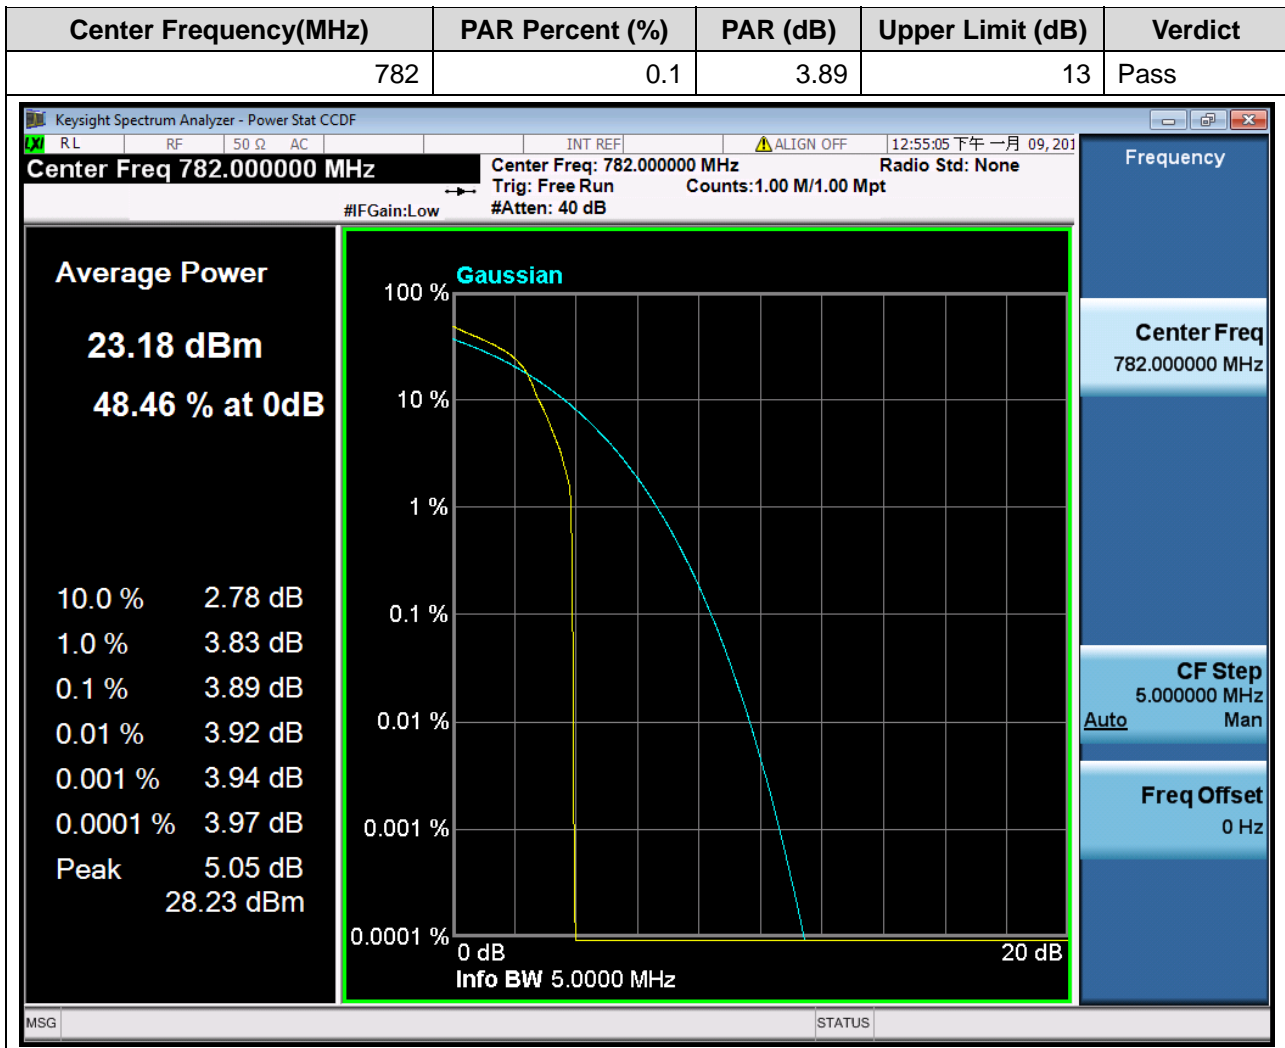 Center Frequency(MHz) PAR Percent (%) PAR (dB) Upper Limit (dB) Verdict
782 0.1 3.89 13 Pass
Keysight Spectrum Analyzer - Power Stat CCDF
LXI RL RF 50 Ω AC INT REF ALIGN OFF 12:55:05 下午 一月 09, 201
Center Freq 782.000000 MHz
Center Freq: 782.000000 MHz Radio Std: None
Trig: Free Run Counts:1.00 M/1.00 Mpt
#IFGain:Low #Atten: 40 dB
Frequency
Average Power
23.18 dBm
48.46 % at 0dB
10.0 % 2.78 dB
1.0 % 3.83 dB
0.1 % 3.89 dB
0.01 % 3.92 dB
0.001 % 3.94 dB
0.0001 % 3.97 dB
Peak 5.05 dB
28.23 dBm
Gaussian
100 %
10 %
1 %
0.1 %
0.01 %
0.001 %
0.0001 %
0 dB 20 dB
Info BW 5.0000 MHz
Center Freq
782.000000 MHz
CF Step
5.000000 MHz
Auto Man
Freq Offset
0 Hz
MSG STATUS